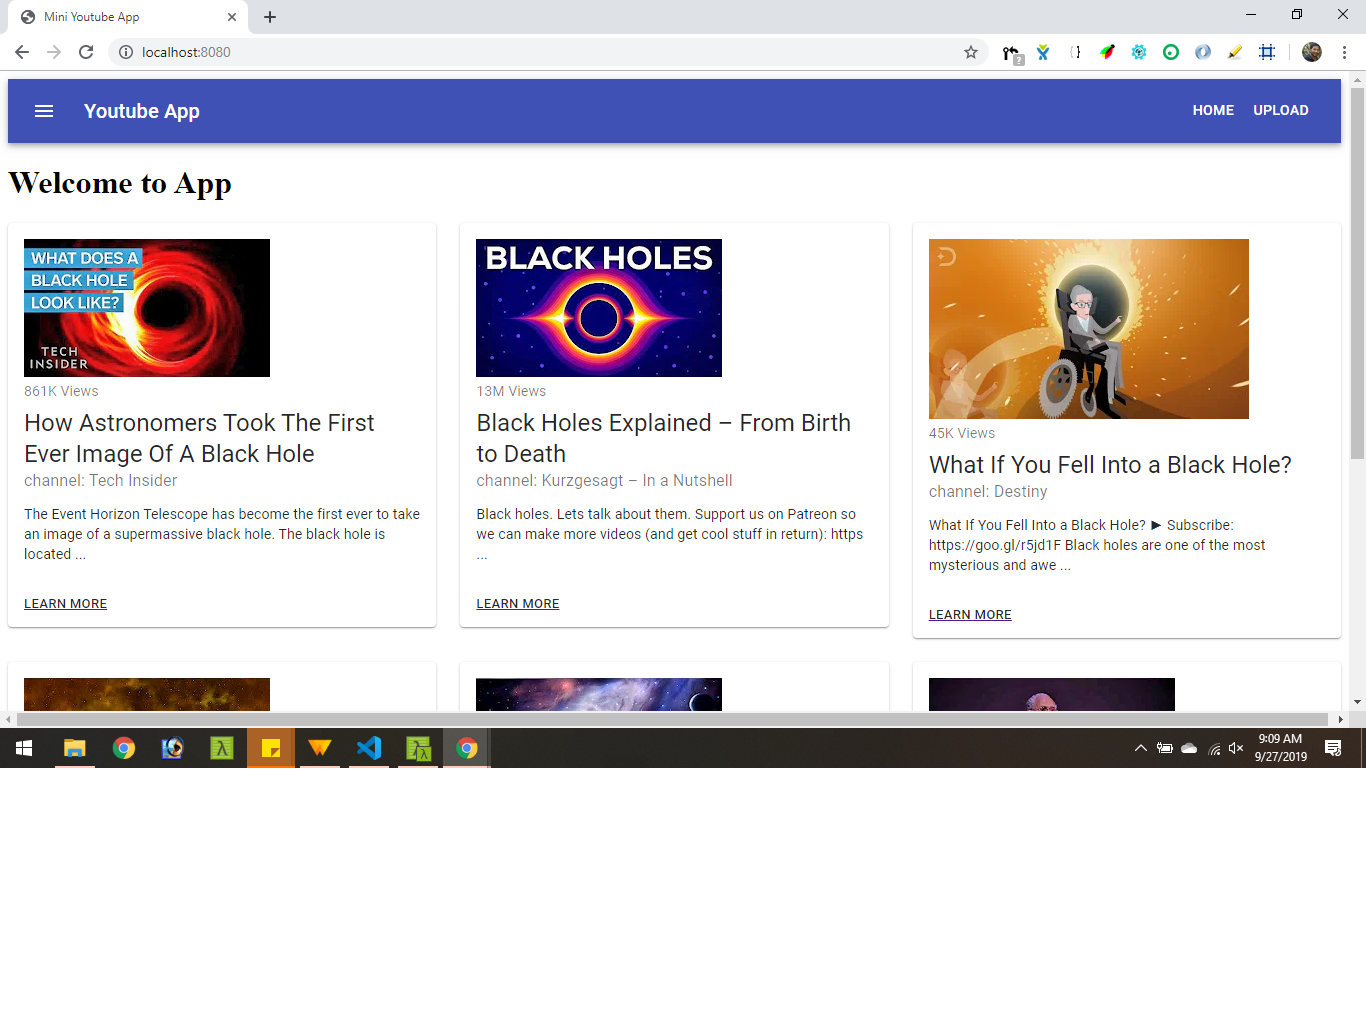 Mini Youtube App
localhost:8080
Youtube App
HOME
UPLOAD
Welcome to App
WHAT DOES A
BLACK HOLE
LOOK LIKE?
TECH
INSIDER
861K Views
How Astronomers Took The First
Ever Image Of A Black Hole
channel: Tech Insider
The Event Horizon Telescope has become the first ever to take
an image of a supermassive black hole. The black hole is
located ...
LEARN MORE
BLACK HOLES
13M Views
Black Holes Explained – From Birth
to Death
channel: Kurzgesagt – In a Nutshell
Black holes. Lets talk about them. Support us on Patreon so
we can make more videos (and get cool stuff in return): https
...
LEARN MORE
45K Views
What If You Fell Into a Black Hole?
channel: Destiny
What If You Fell Into a Black Hole? ► Subscribe:
https://goo.gl/r5jd1F Black holes are one of the most
mysterious and awe ...
LEARN MORE
9:09 AM
9/27/2019